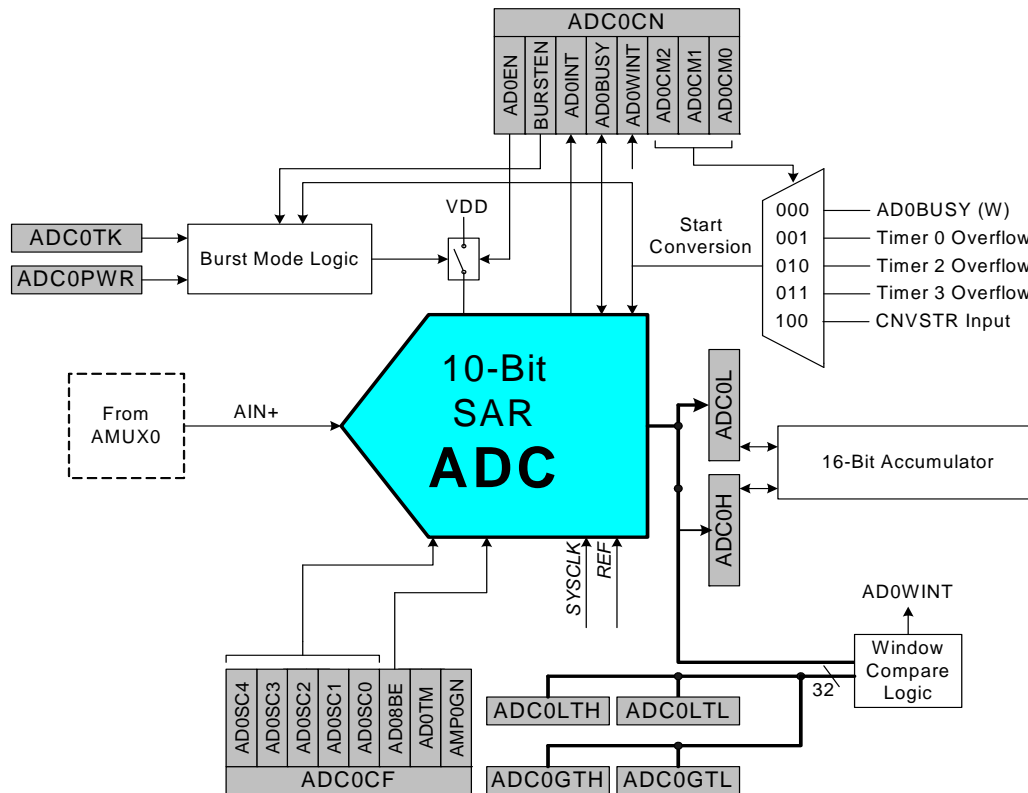 ADC0CN
AD0EN
BURSTEN
AD0INT
AD0BUSY
AD0WINT
AD0CM2
AD0CM1
AD0CM0
VDD
Start
Conversion
000
AD0BUSY (W)
001
Timer 0 Overflow
010
Timer 2 Overflow
011
Timer 3 Overflow
100
CNVSTR Input
ADC0TK
ADC0PWR
Burst Mode Logic
From
AMUX0
AIN+
10-Bit
SAR
ADC
ADC0L
ADC0H
16-Bit Accumulator
SYSCLK
REF
AD0WINT
Window
Compare
Logic
32
AD0SC4
AD0SC3
AD0SC2
AD0SC1
AD0SC0
AD08BE
AD0TM
AMP0GN
ADC0CF
ADC0LTH
ADC0LTL
ADC0GTH
ADC0GTL